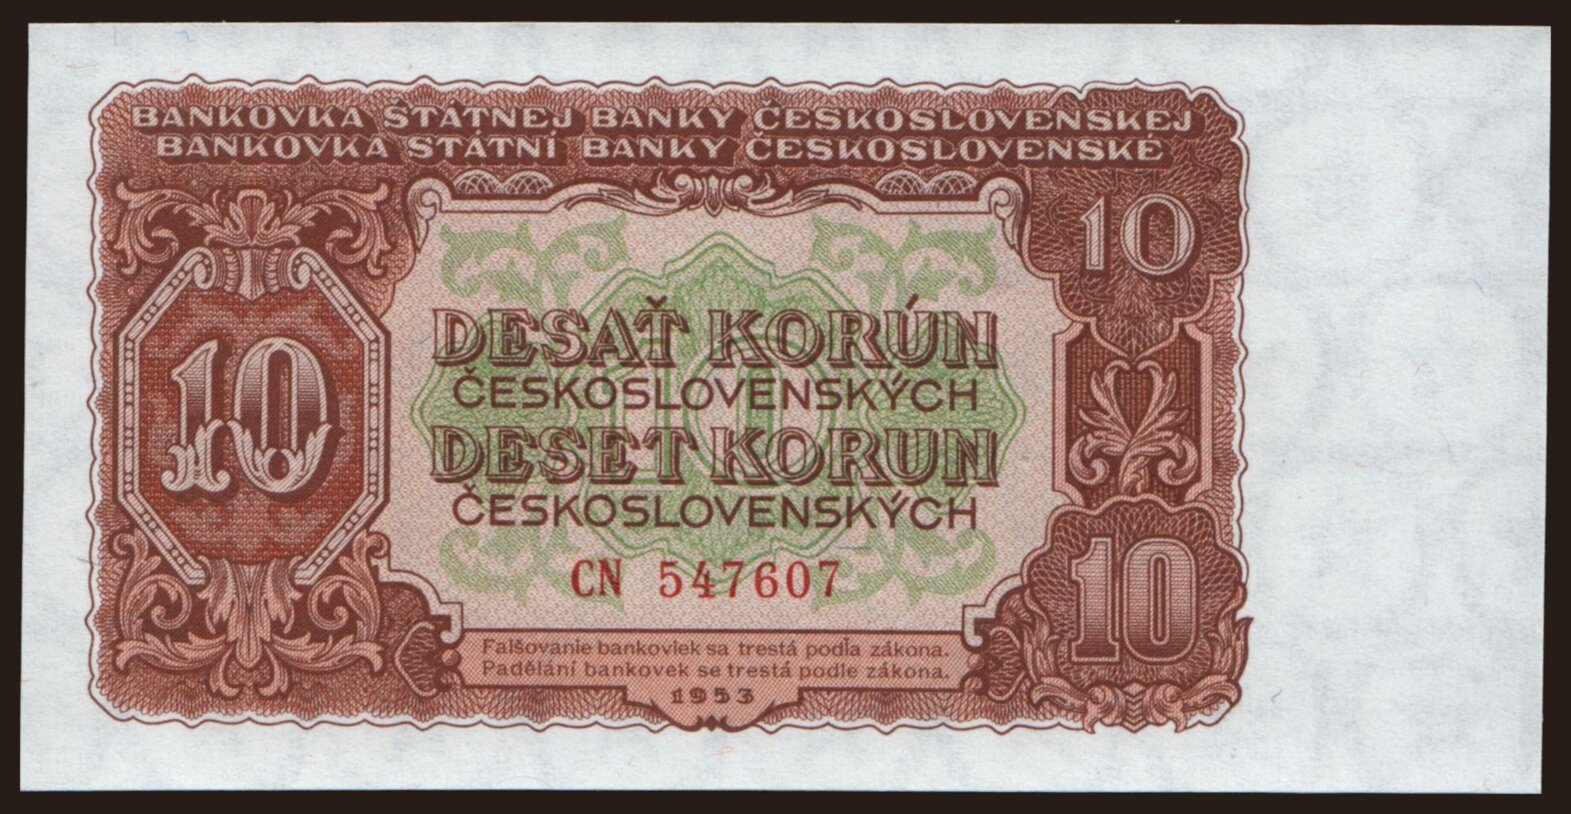 BANKOVKA ŠTÁTNEJ BANKY ČESKOSLOVENSKEJ
BANKOVKA STÁTNÍ BANKY ČESKOSLOVENSKÉ
10
10
10
DESAŤ KORÚN
ČESKOSLOVENSKÝCH
DESET KORUN
ČESKOSLOVENSKÝCH
CN 547607
10
Falšovanie bankoviek sa trestá podľa zákona.
Padělání bankovek se trestá podle zákona.
1953